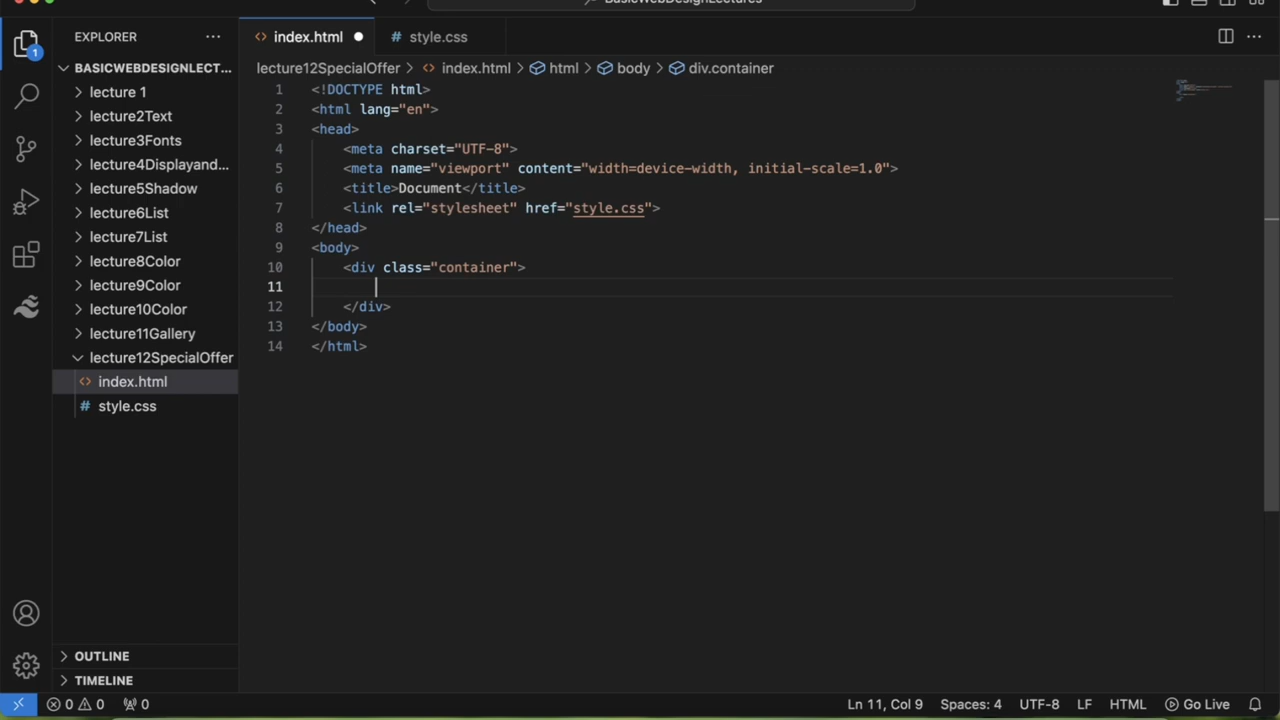 BasicWebDesignLectures
EXPLORER
index.html
# style.css
BASICWEBDESIGNLECT...
lecture12SpecialOffer > index.html > html > body > div.container
lecture 1
lecture2Text
lecture3Fonts
lecture4Displayand...
lecture5Shadow
lecture6List
lecture7List
lecture8Color
lecture9Color
lecture10Color
lecture11Gallery
lecture12SpecialOffer
index.html
# style.css
OUTLINE
TIMELINE
1
1 <!DOCTYPE html>
2 <html lang="en">
3 <head>
4 <meta charset="UTF-8">
5 <meta name="viewport" content="width=device-width, initial-scale=1.0">
6 <title>Document</title>
7 <link rel="stylesheet" href="style.css">
8 </head>
9 <body>
10 <div class="container">
11
12 </div>
13 </body>
14 </html>
0 0 0 Ln 11, Col 9 Spaces: 4 UTF-8 LF HTML Go Live